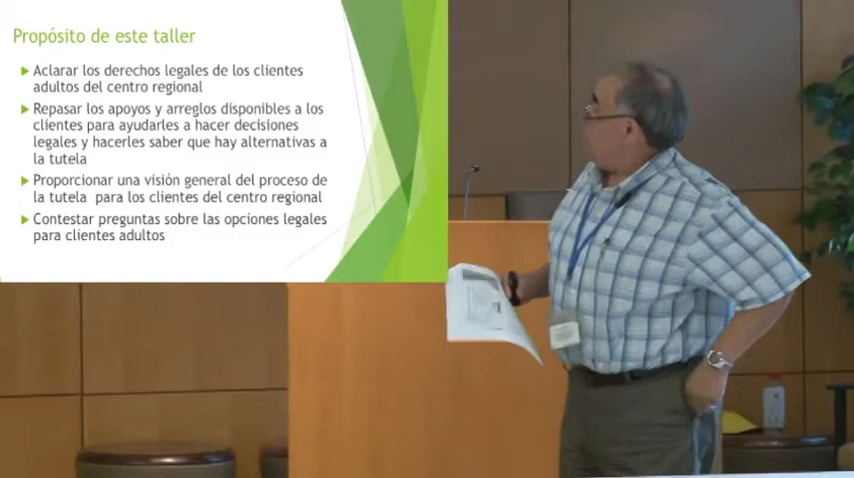 Propósito de este taller
Aclarar los derechos legales de los clientes
adultos del centro regional
Repasar los apoyos y arreglos disponibles a los
clientes para ayudarles a hacer decisiones
legales y hacerles saber que hay alternativas a
la tutela
Proporcionar una visión general del proceso de
la tutela para los clientes del centro regional
Contestar preguntas sobre las opciones legales
para clientes adultos